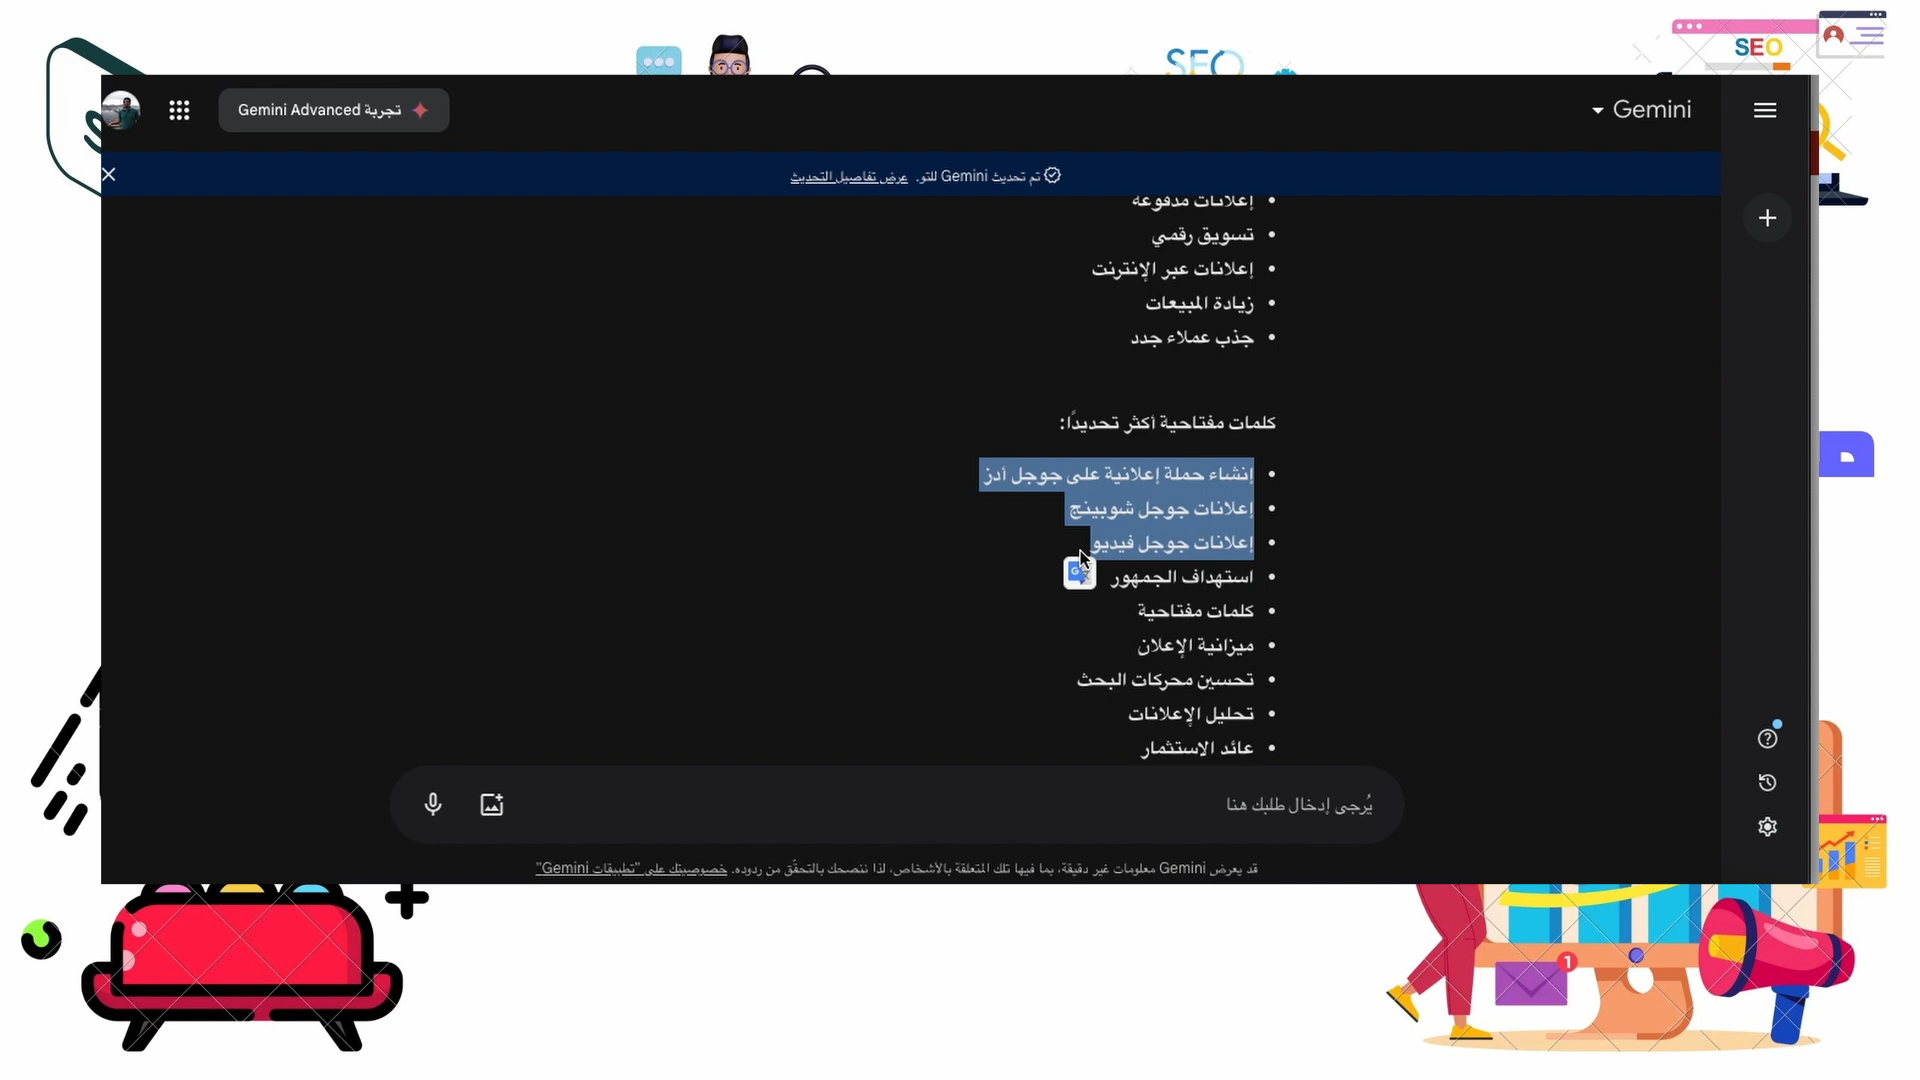 SEO
SEO
تجربة Gemini Advanced
Gemini
تم تحديث Gemini للتو. عرض تفاصيل التحديث
إعلانات مدفوعة
تسويق رقمي
إعلانات عبر الإنترنت
زيادة المبيعات
جذب عملاء جدد
كلمات مفتاحية أكثر تحديدًا:
إنشاء حملة إعلانية على جوجل أدز
إعلانات جوجل شوبينج
إعلانات جوجل فيديو
استهداف الجمهور
كلمات مفتاحية
ميزانية الإعلان
تحسين محركات البحث
تحليل الإعلانات
عائد الاستثمار
يُرجى إدخال طلبك هنا
قد يعرض Gemini معلومات غير دقيقة، بما فيها تلك المتعلقة بالأشخاص، لذا ننصحك بالتحقّق من ردوده. خصوصيتك على "تطبيقات Gemini"
1